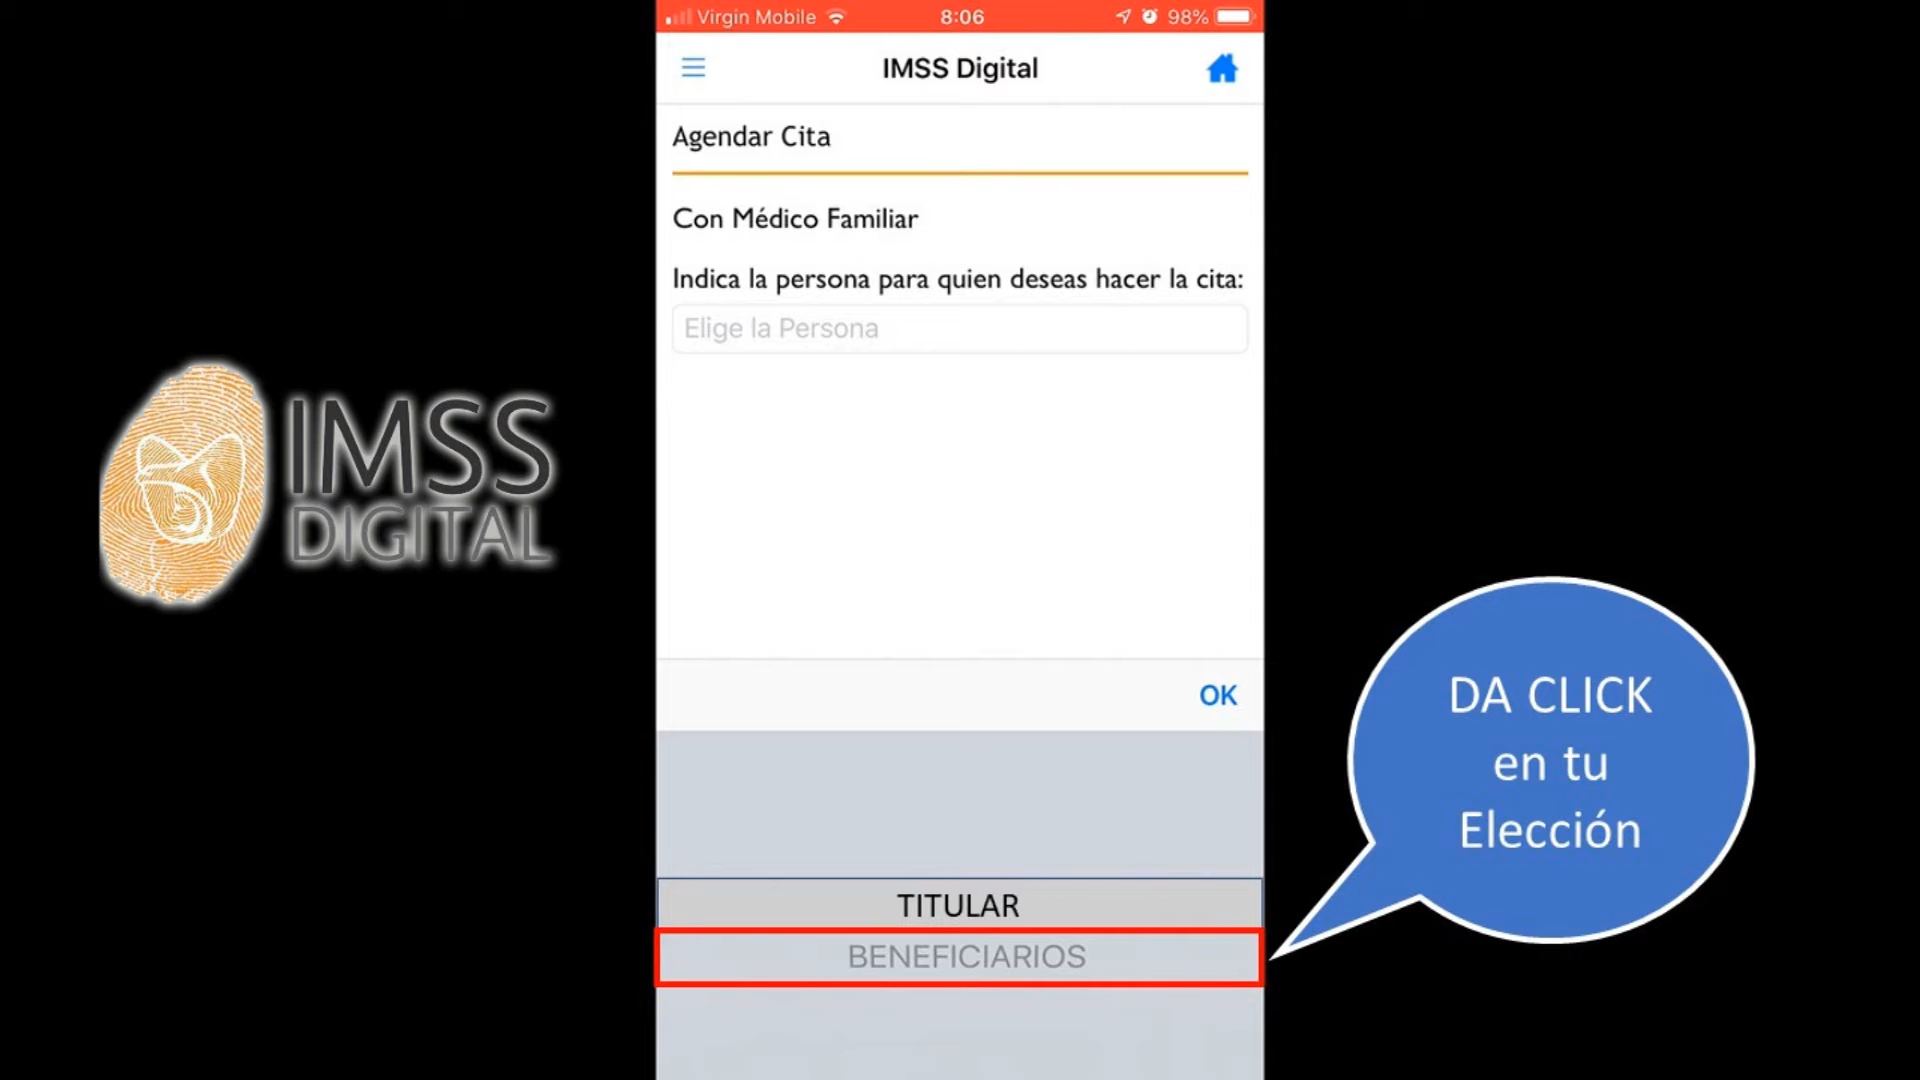 Virgin Mobile 8:06 98%
IMSS Digital
Agendar Cita
Con Médico Familiar
Indica la persona para quien deseas hacer la cita:
Elige la Persona
IMSS
DIGITAL
OK
DA CLICK
en tu
Elección
TITULAR
BENEFICIARIOS